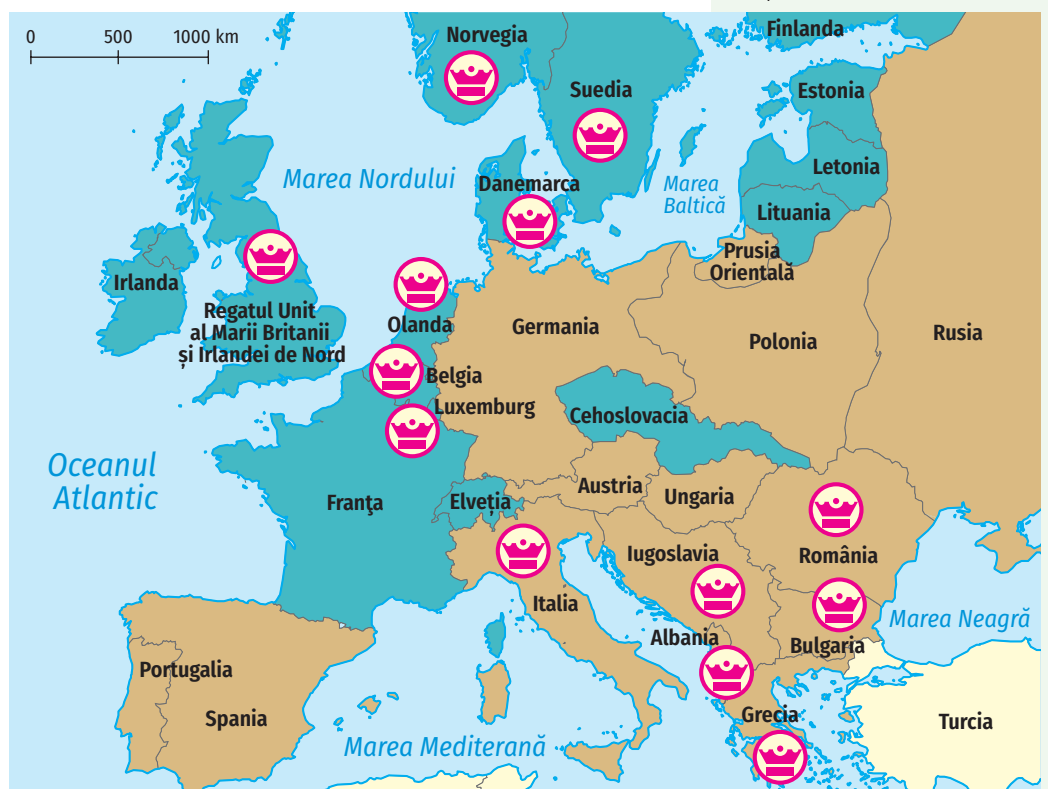 0 500 1000 km
Norvegia
Finlanda
Suedia
Estonia
Marea Nordului
Danemarca
Marea
Baltică
Letonia
Lituania
Irlanda
Prusia
Orientală
Regatul Unit
al Marii Britanii
și Irlandei de Nord
Olanda
Germania
Polonia
Rusia
Belgia
Luxemburg
Cehoslovacia
Oceanul
Atlantic
Franţa
Elveția
Austria
Ungaria
România
Iugoslavia
Italia
Albania
Bulgaria
Marea Neagră
Portugalia
Spania
Grecia
Turcia
Marea Mediterană